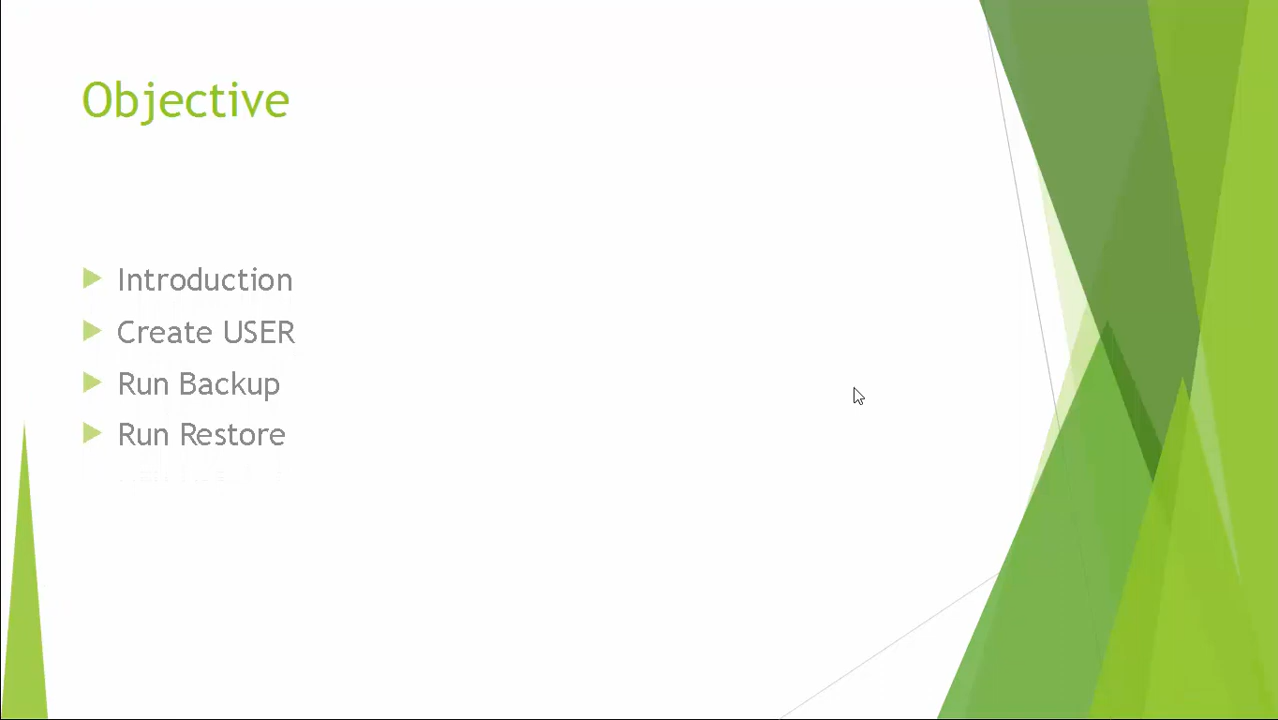 Objective
Introduction
Create USER
Run Backup
Run Restore